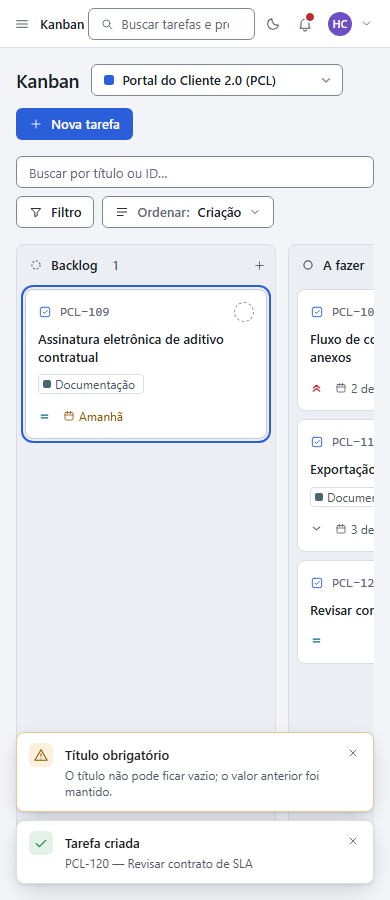 Kanban
Buscar tarefas e pr
HC
Kanban
Portal do Cliente 2.0 (PCL)
Nova tarefa
Buscar por título ou ID...
Filtro
Ordenar: Criação
Backlog 1
A fazer
PCL-109
Assinatura eletrônica de aditivo
contratual
Documentação
Amanhã
PCL-10
Fluxo de co
anexos
2 de
PCL-11
Exportação
Documen
3 de
PCL-12
Revisar con
Título obrigatório
O título não pode ficar vazio; o valor anterior foi
mantido.
Tarefa criada
PCL-120 — Revisar contrato de SLA